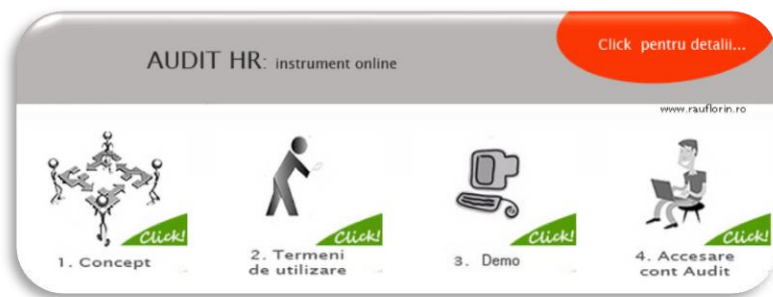 Click pentru detalii...
AUDIT HR: instrument online
www.rauflorin.ro
Click!
Click!
Click!
Click!
1. Concept
2. Termeni
de utilizare
3. Demo
4. Accesare
cont Audit